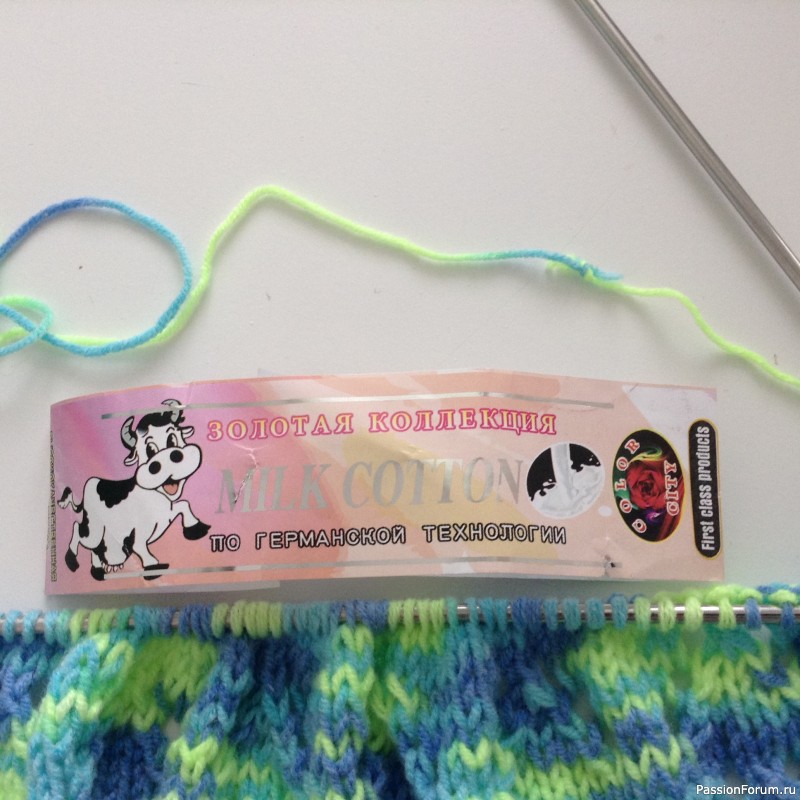 ЗОЛОТАЯ КОЛЛЕКЦИЯ
MILK COTTON
ПО ГЕРМАНСКОЙ ТЕХНОЛОГИИ
COLOR
CITY
First class products
PassionForum.ru